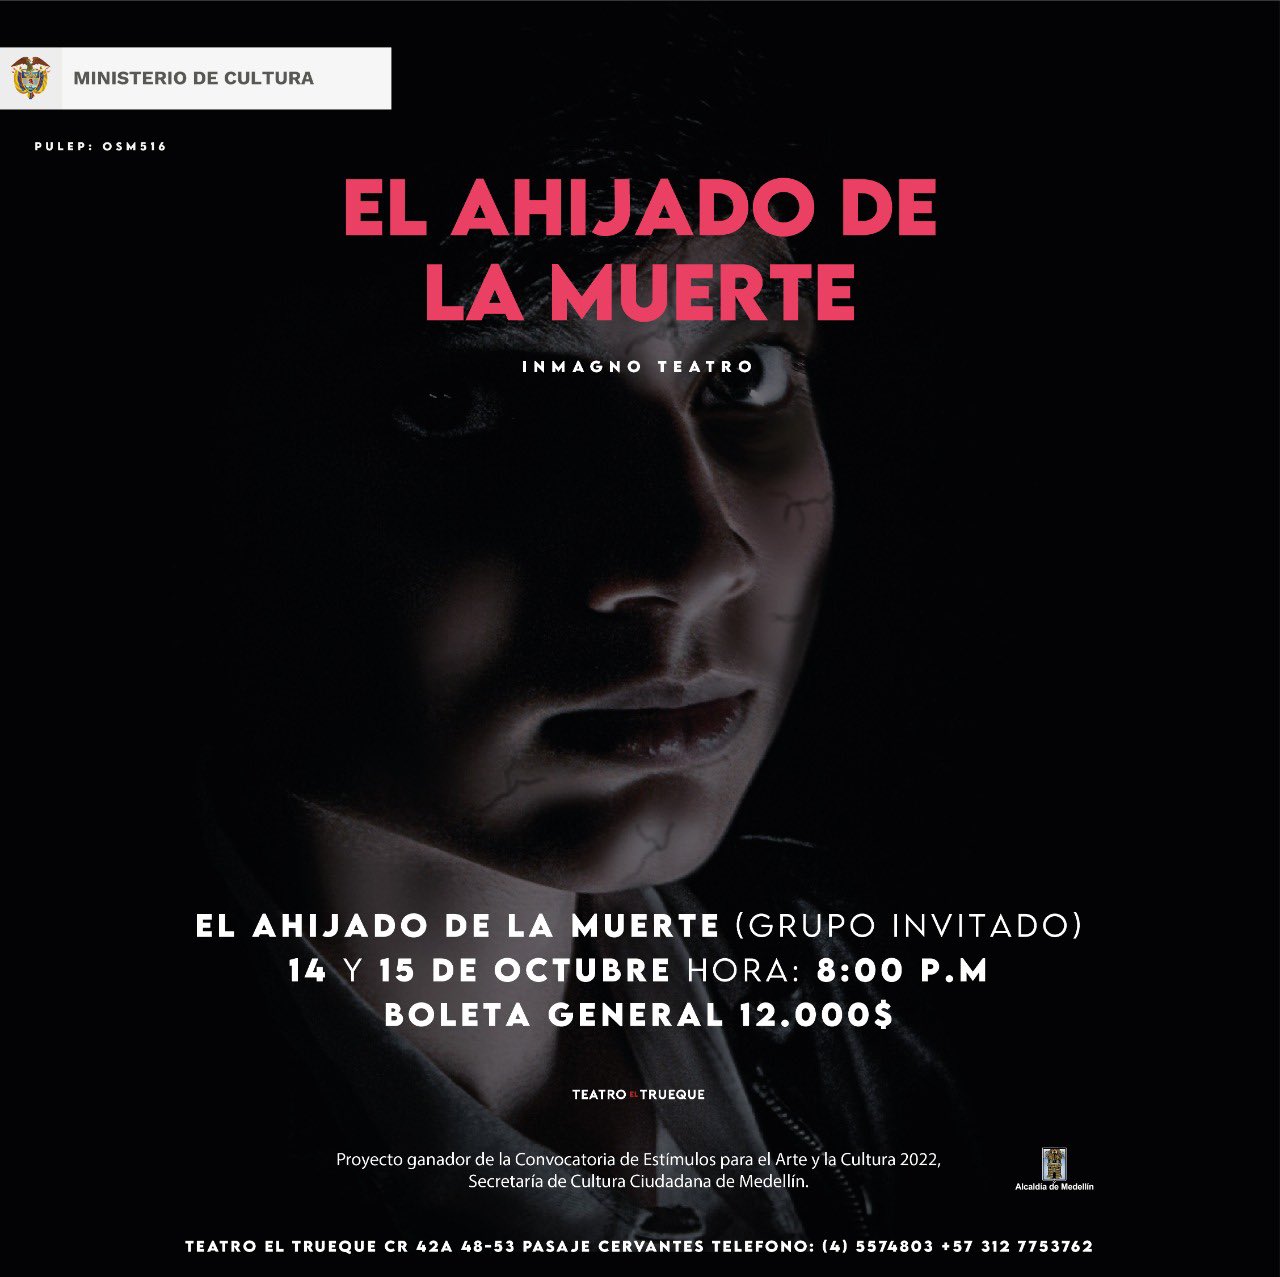 MINISTERIO DE CULTURA
PULEP: OSM516
EL AHIJADO DE
LA MUERTE
INMAGNO TEATRO
EL AHIJADO DE LA MUERTE (GRUPO INVITADO)
14 Y 15 DE OCTUBRE HORA: 8:00 P.M
BOLETA GENERAL 12.000$
TEATRO EL TRUEQUE
Proyecto ganador de la Convocatoria de Estímulos para el Arte y la Cultura 2022,
Secretaría de Cultura Ciudadana de Medellín.
Alcaldía de Medellín
TEATRO EL TRUEQUE CR 42A 48-53 PASAJE CERVANTES TELEFONO: (4) 5574803 +57 312 7753762